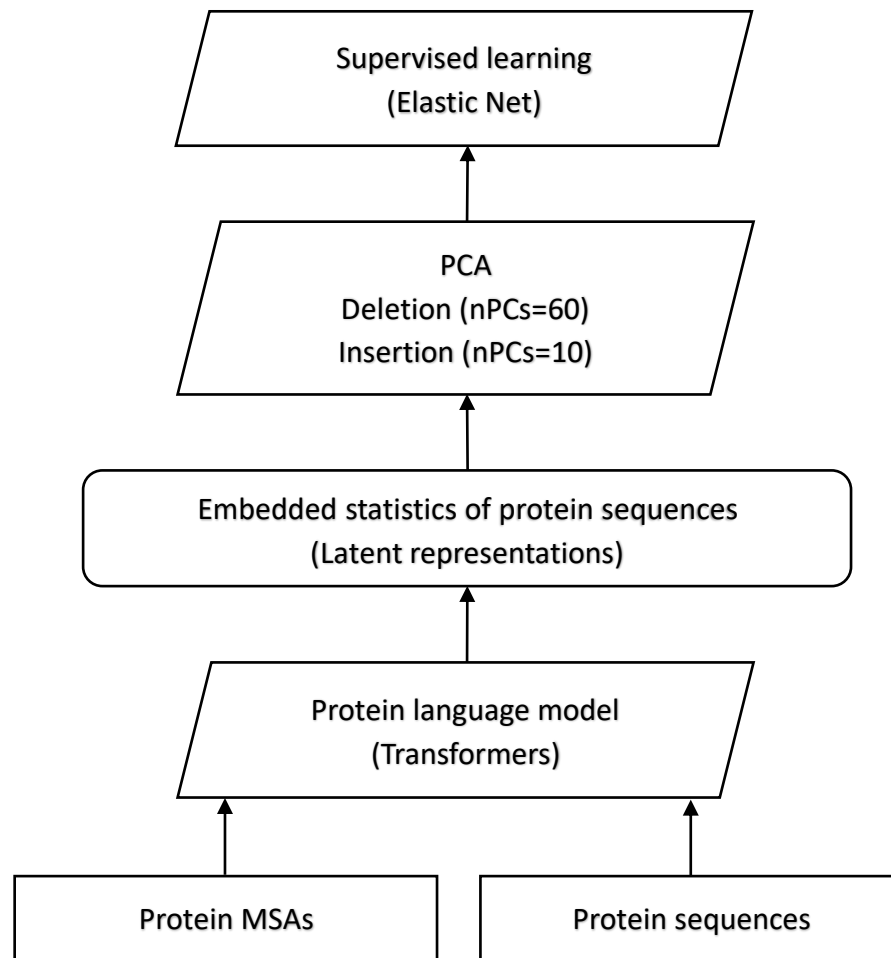 Supervised learning
(Elastic Net)
PCA
Deletion (nPCs=60)
Insertion (nPCs=10)
Embedded statistics of protein sequences
(Latent representations)
Protein language model
(Transformers)
Protein MSAs
Protein sequences